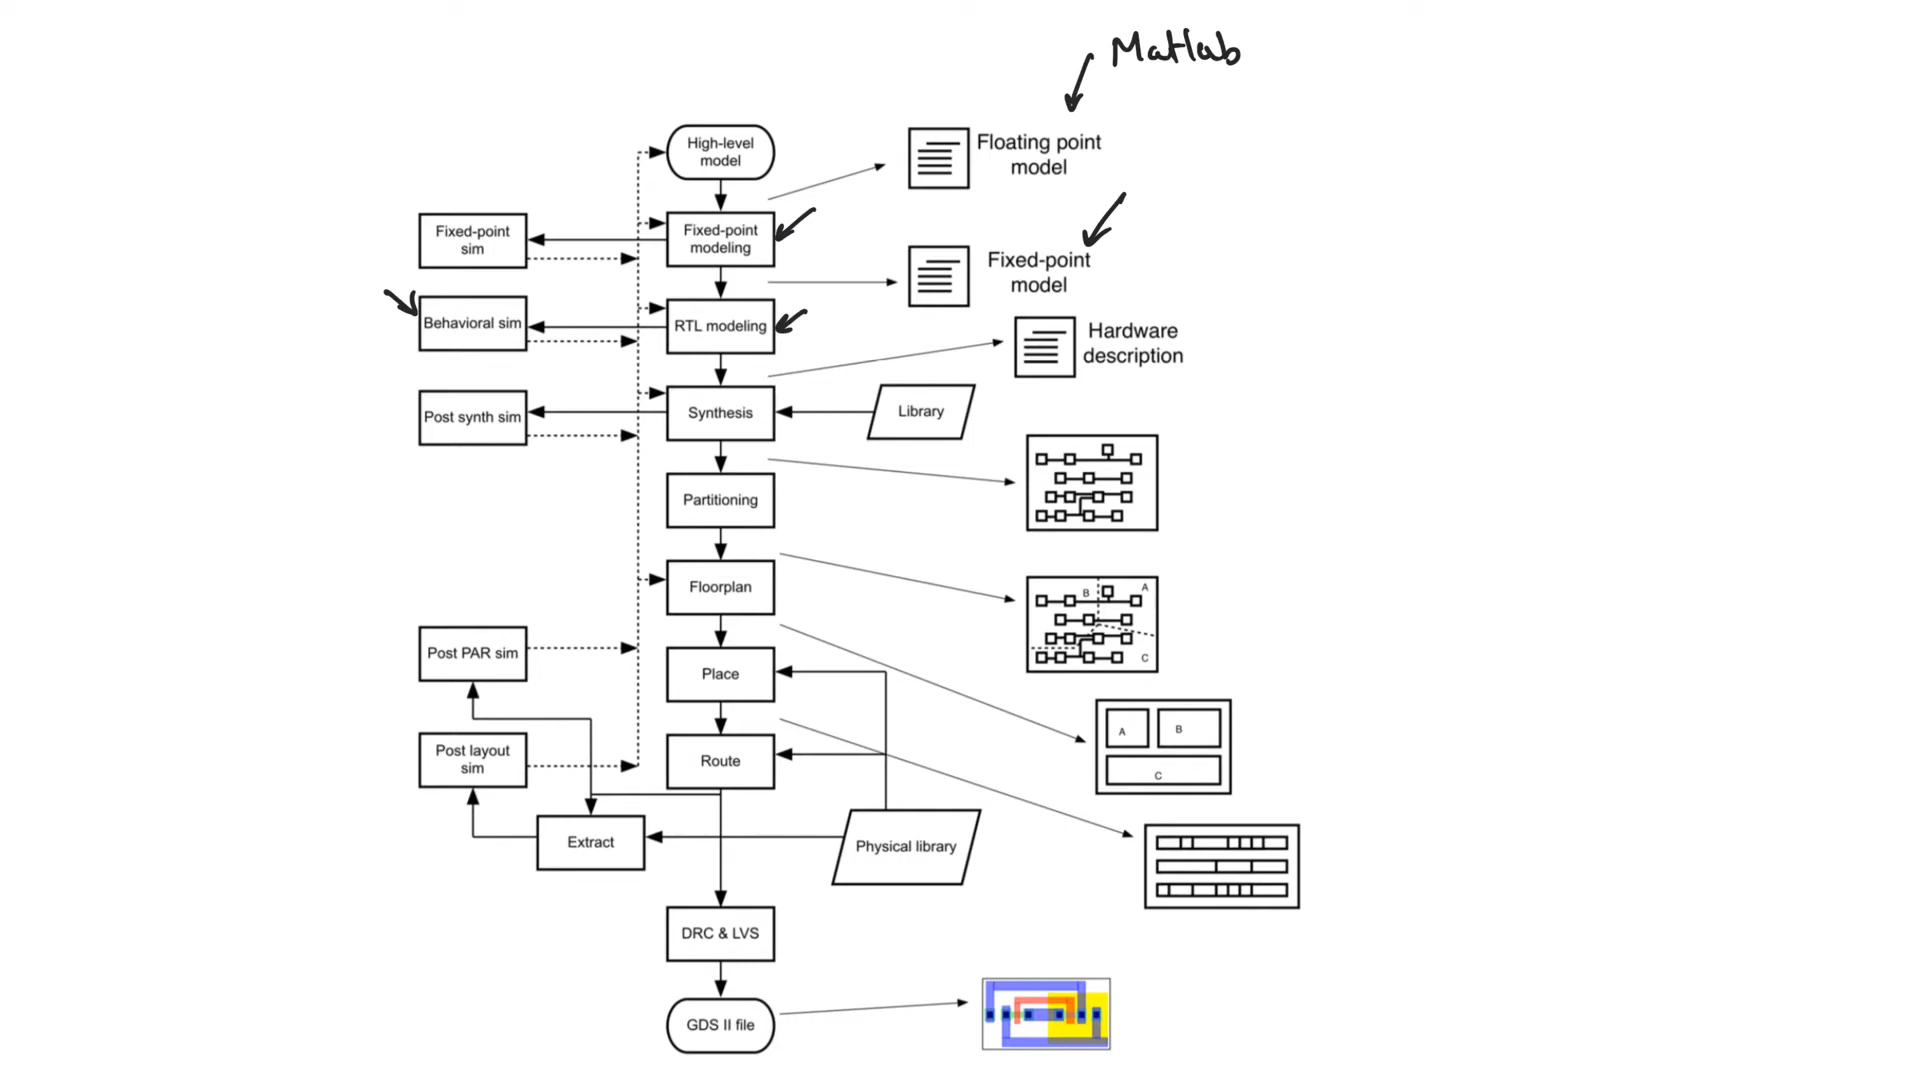 Matlab
High-level
model
Floating point
model
Fixed-point
sim
Fixed-point
modeling
Fixed-point
model
Behavioral sim
RTL modeling
Hardware
description
Post synth sim
Synthesis
Library
Partitioning
Floorplan
B
A
C
Post PAR sim
Place
A
B
C
Post layout
sim
Route
Extract
Physical library
DRC & LVS
GDS II file